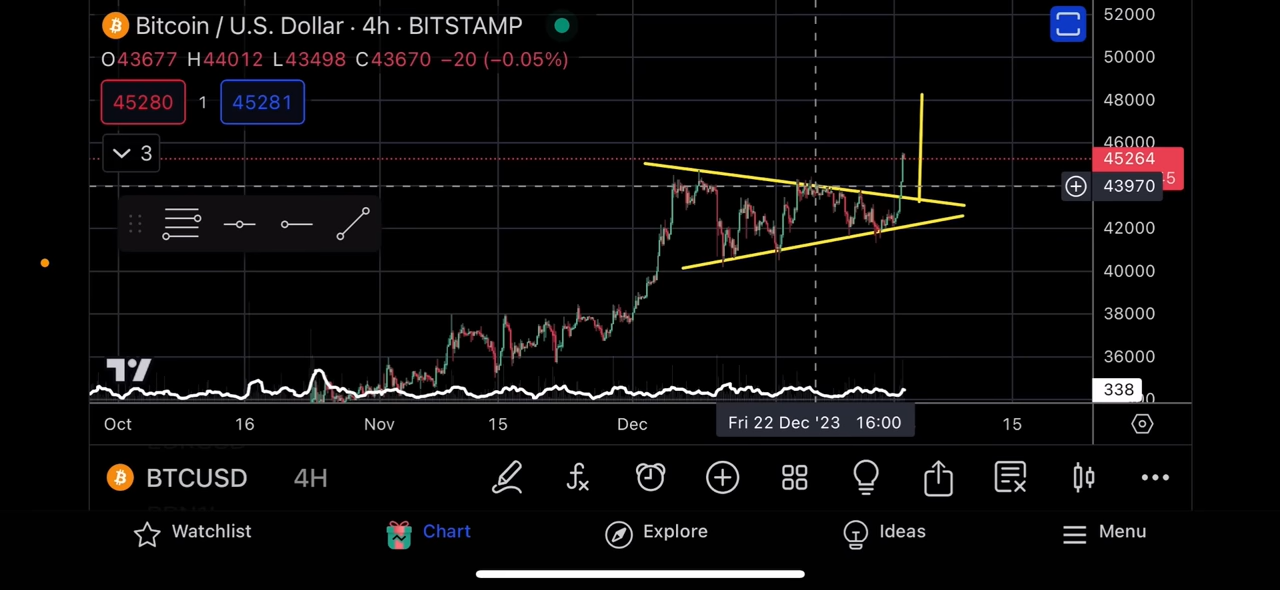 Bitcoin / U.S. Dollar · 4h · BITSTAMP
O43677 H44012 L43498 C43670 −20 (−0.05%)
45280 1 45281
3
52000
50000
48000
46000
45264
5
43970
42000
40000
38000
36000
338
Oct 16 Nov 15 Dec Fri 22 Dec '23 16:00 15
BTCUSD 4H
Watchlist Chart Explore Ideas Menu